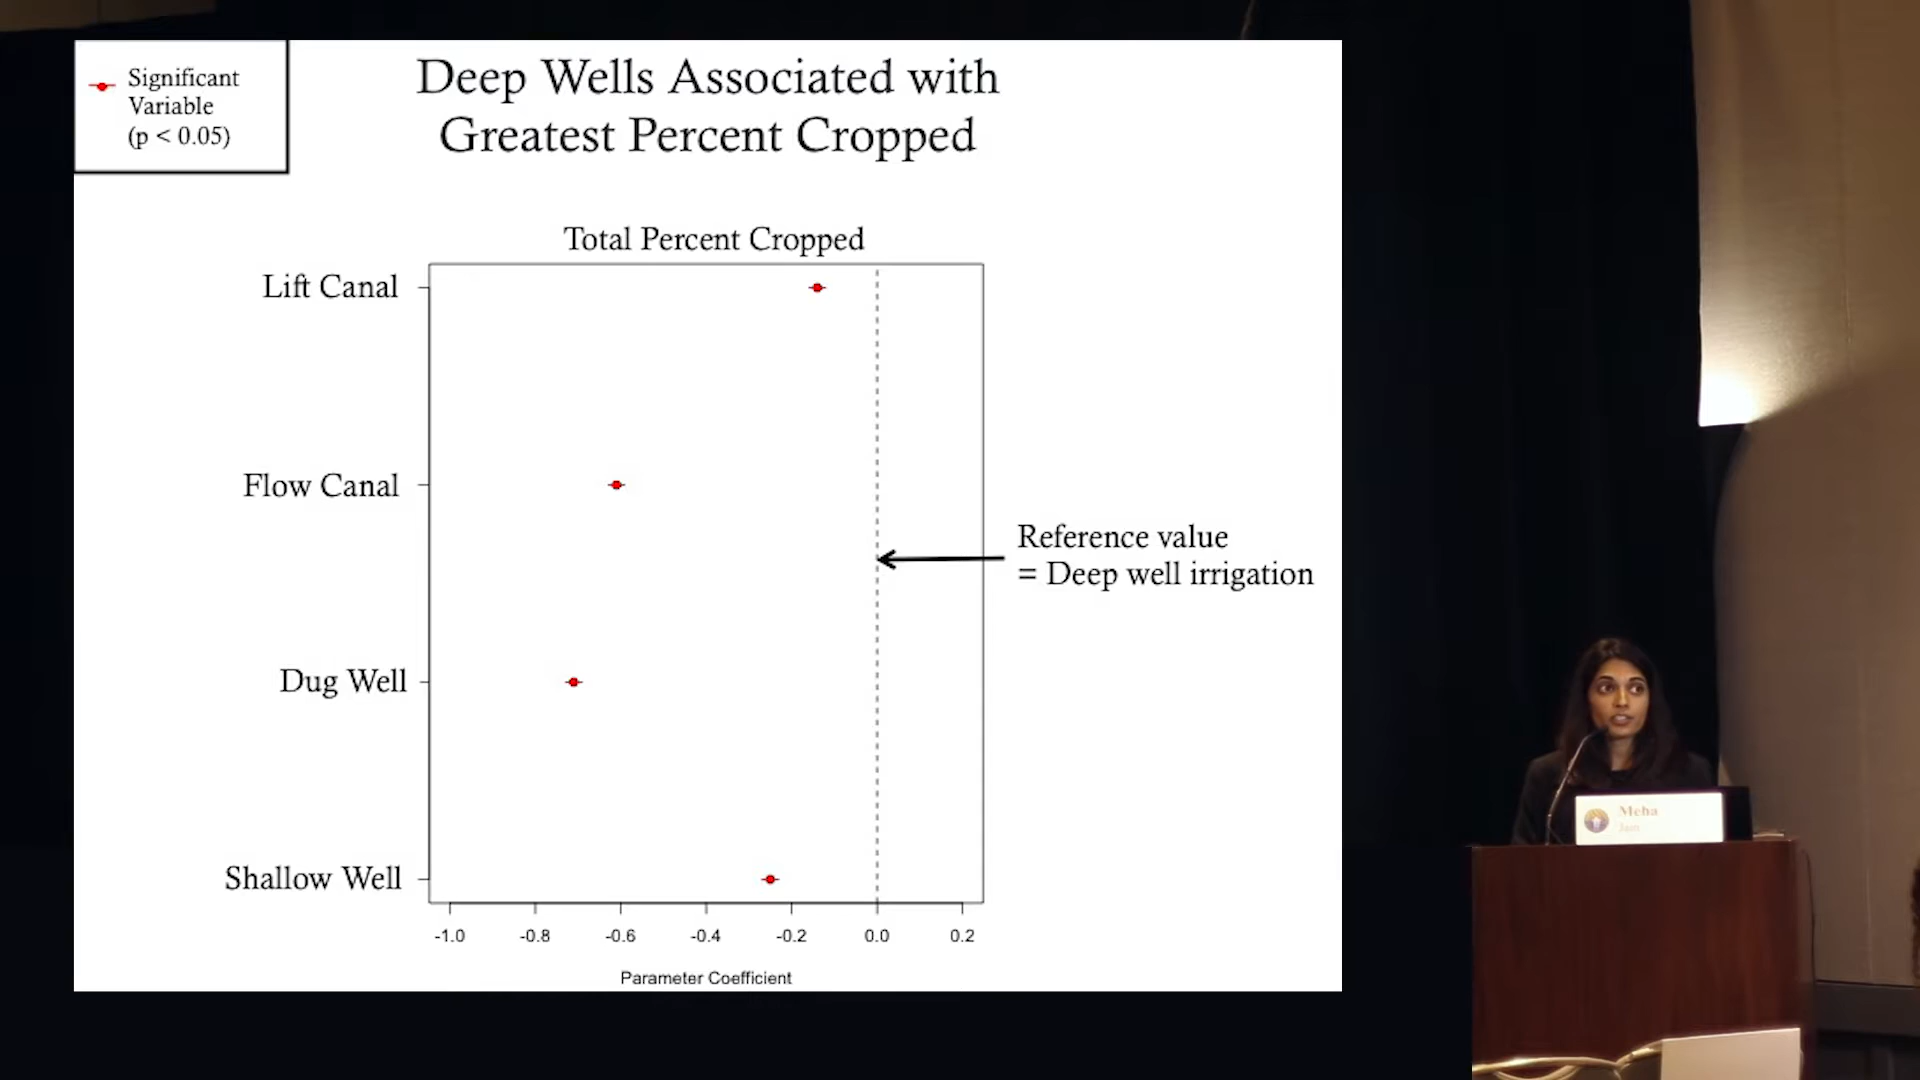 Significant
Variable
(p < 0.05)
Deep Wells Associated with
Greatest Percent Cropped
Total Percent Cropped
Lift Canal
Flow Canal
Reference value
= Deep well irrigation
Dug Well
Shallow Well
-1.0 -0.8 -0.6 -0.4 -0.2 0.0 0.2
Parameter Coefficient
Meha
Jain